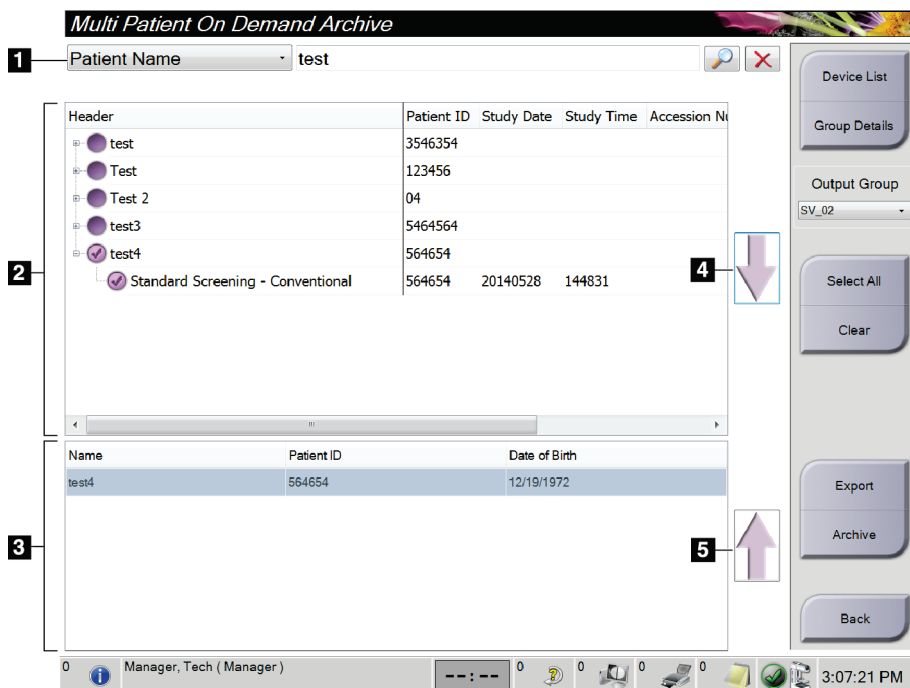 Multi Patient On Demand Archive
1
Patient Name test
Device List
Group Details
Output Group
SV_02
Select All
Clear
Export
Archive
Back
2
Header Patient ID Study Date Study Time Accession Nu
test 3546354
Test 123456
Test 2 04
test3 5464564
test4 564654
Standard Screening - Conventional 564654 20140528 144831
4
3
Name Patient ID Date of Birth
test4 564654 12/19/1972
5
0 Manager, Tech ( Manager ) --:-- 0 0 0 0 3:07:21 PM